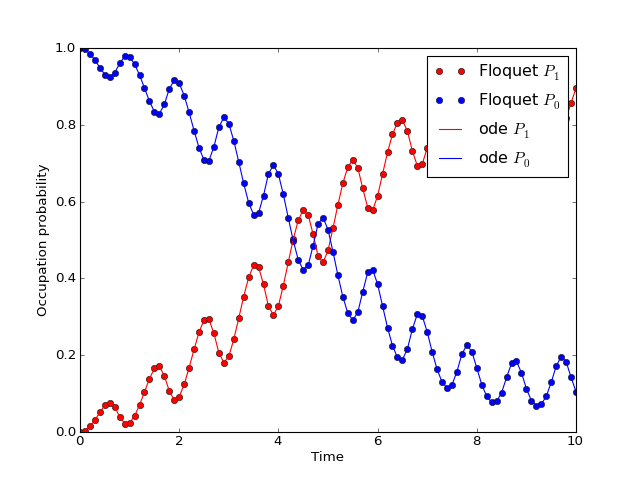 1.0
0.8
0.6
0.4
0.2
0.0
0
2
4
6
8
10
Occupation probability
Time
Floquet P₁
Floquet P₀
ode P₁
ode P₀